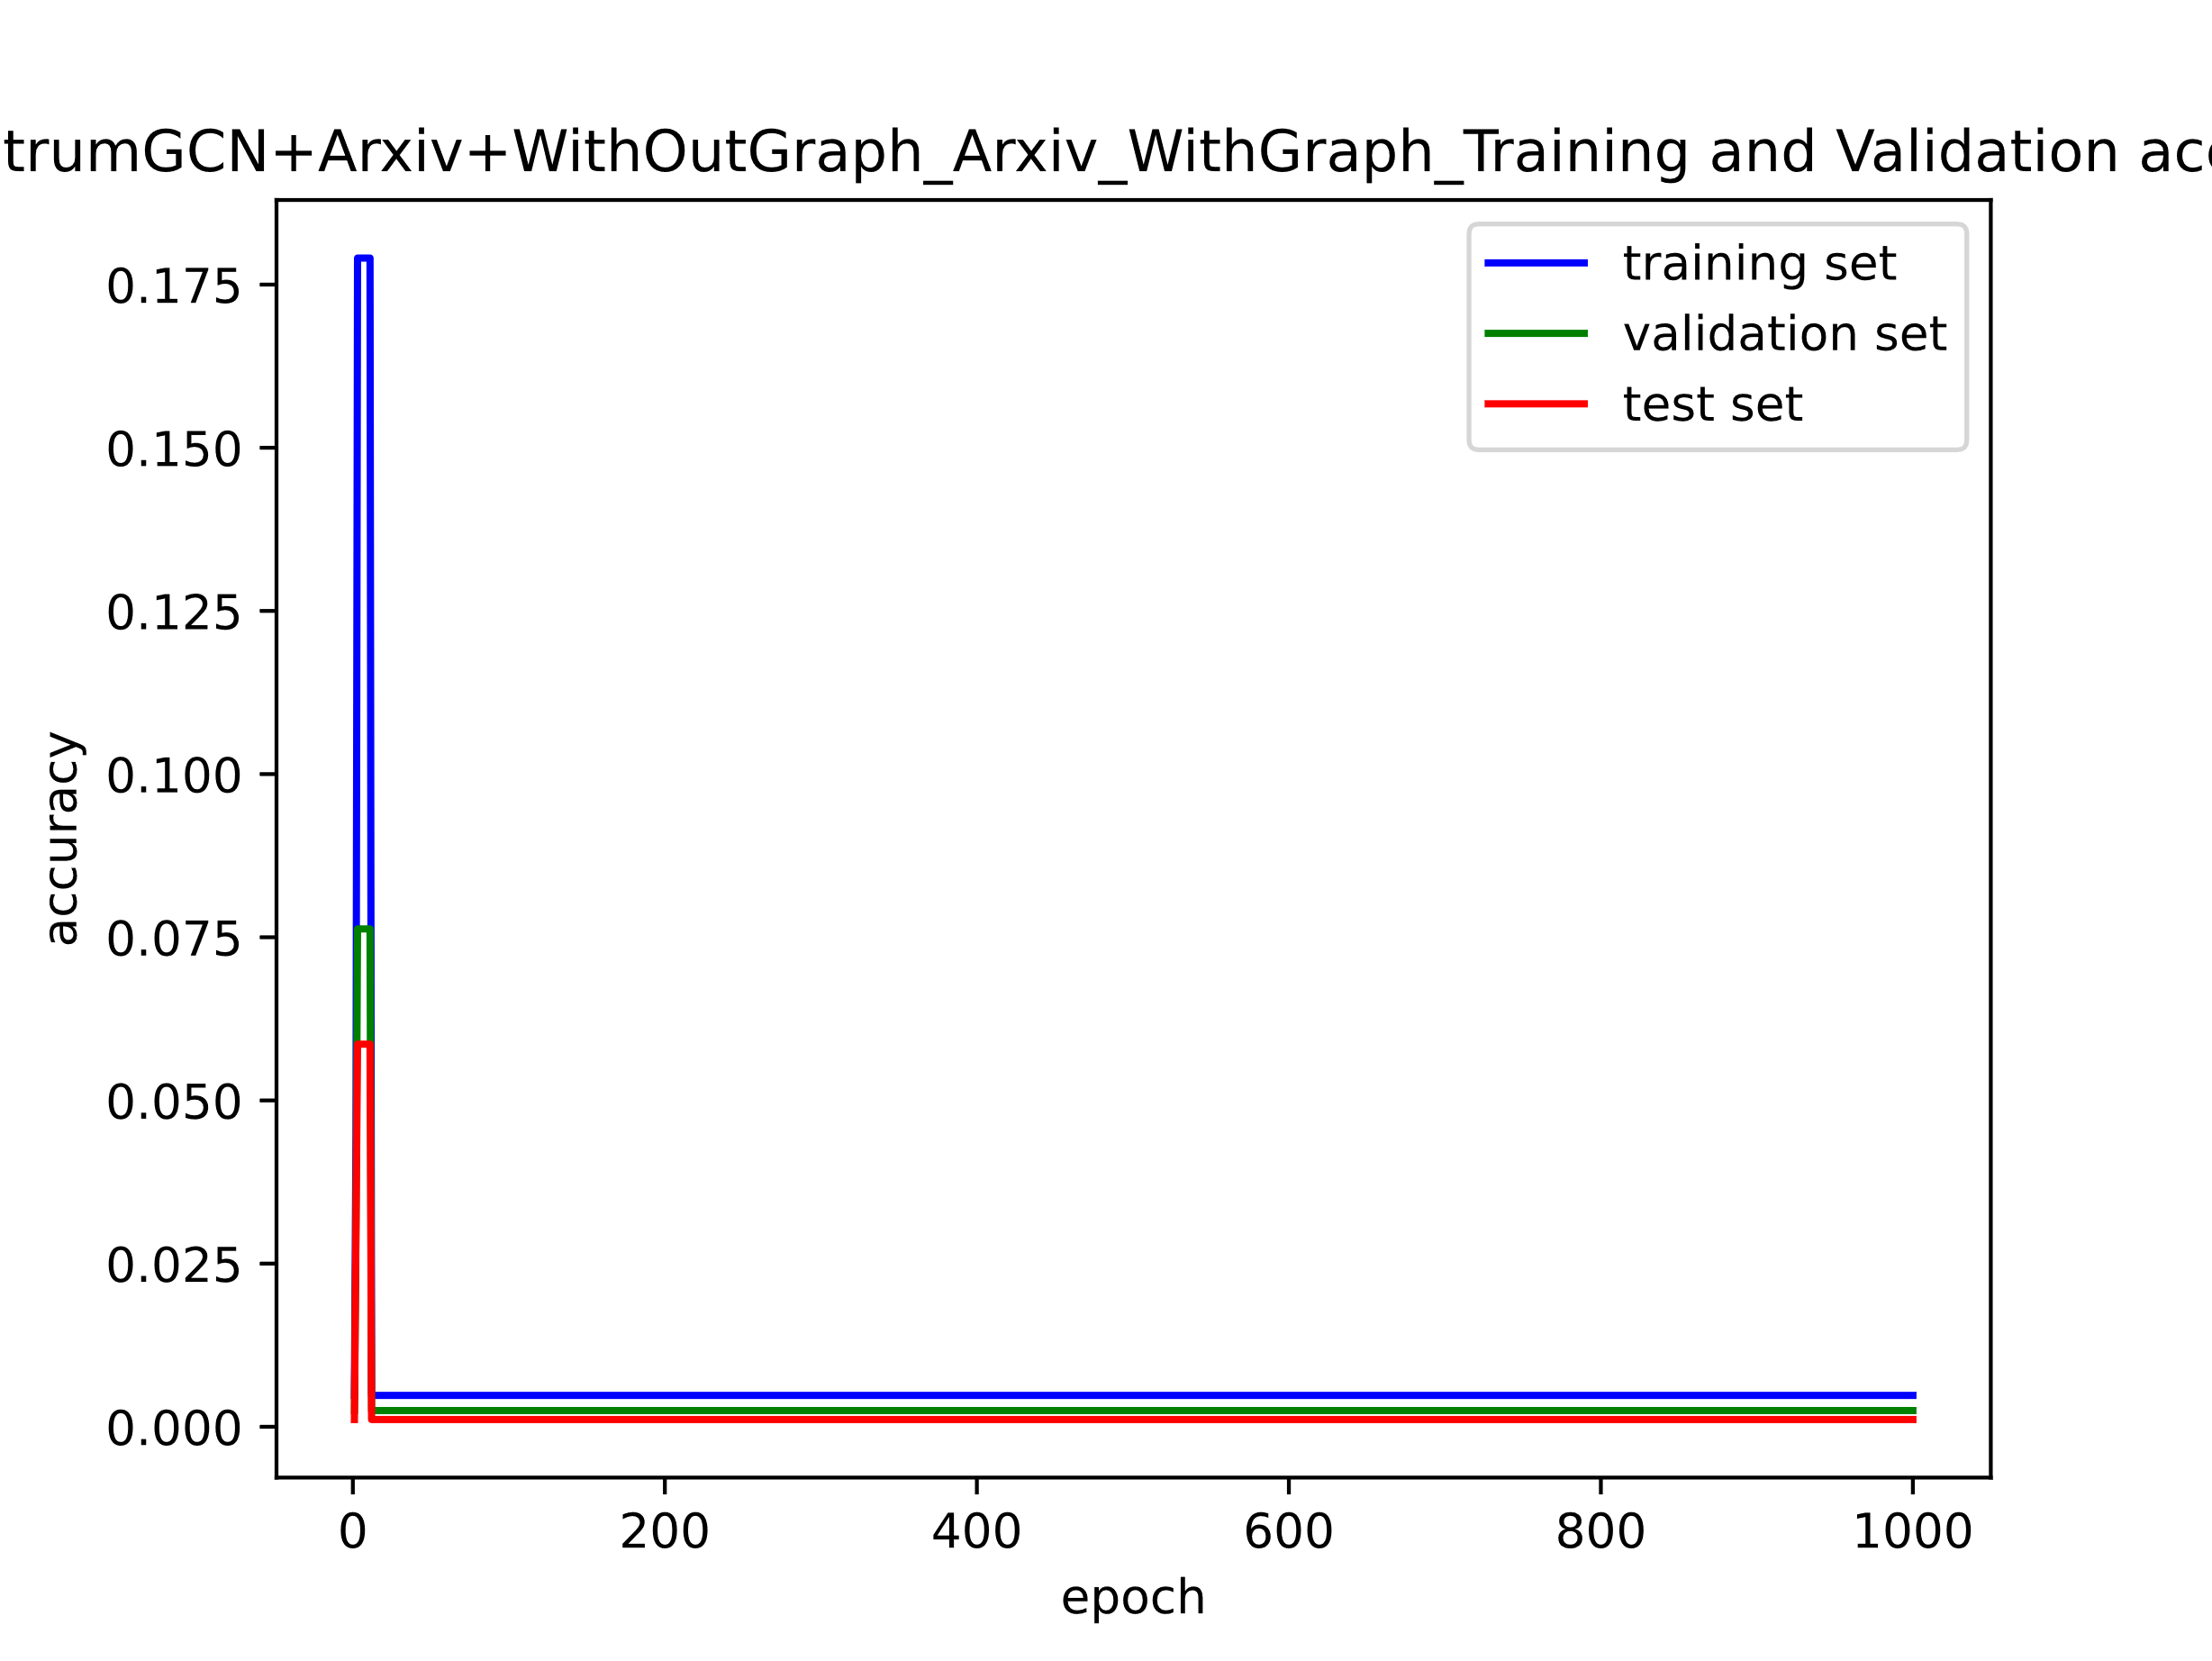 trumGCN+Arxiv+WithOutGraph_Arxiv_WithGraph_Training and Validation acc
training set
validation set
test set
0.175
0.150
0.125
0.100
0.075
0.050
0.025
0.000
accuracy
0 200 400 600 800 1000
epoch